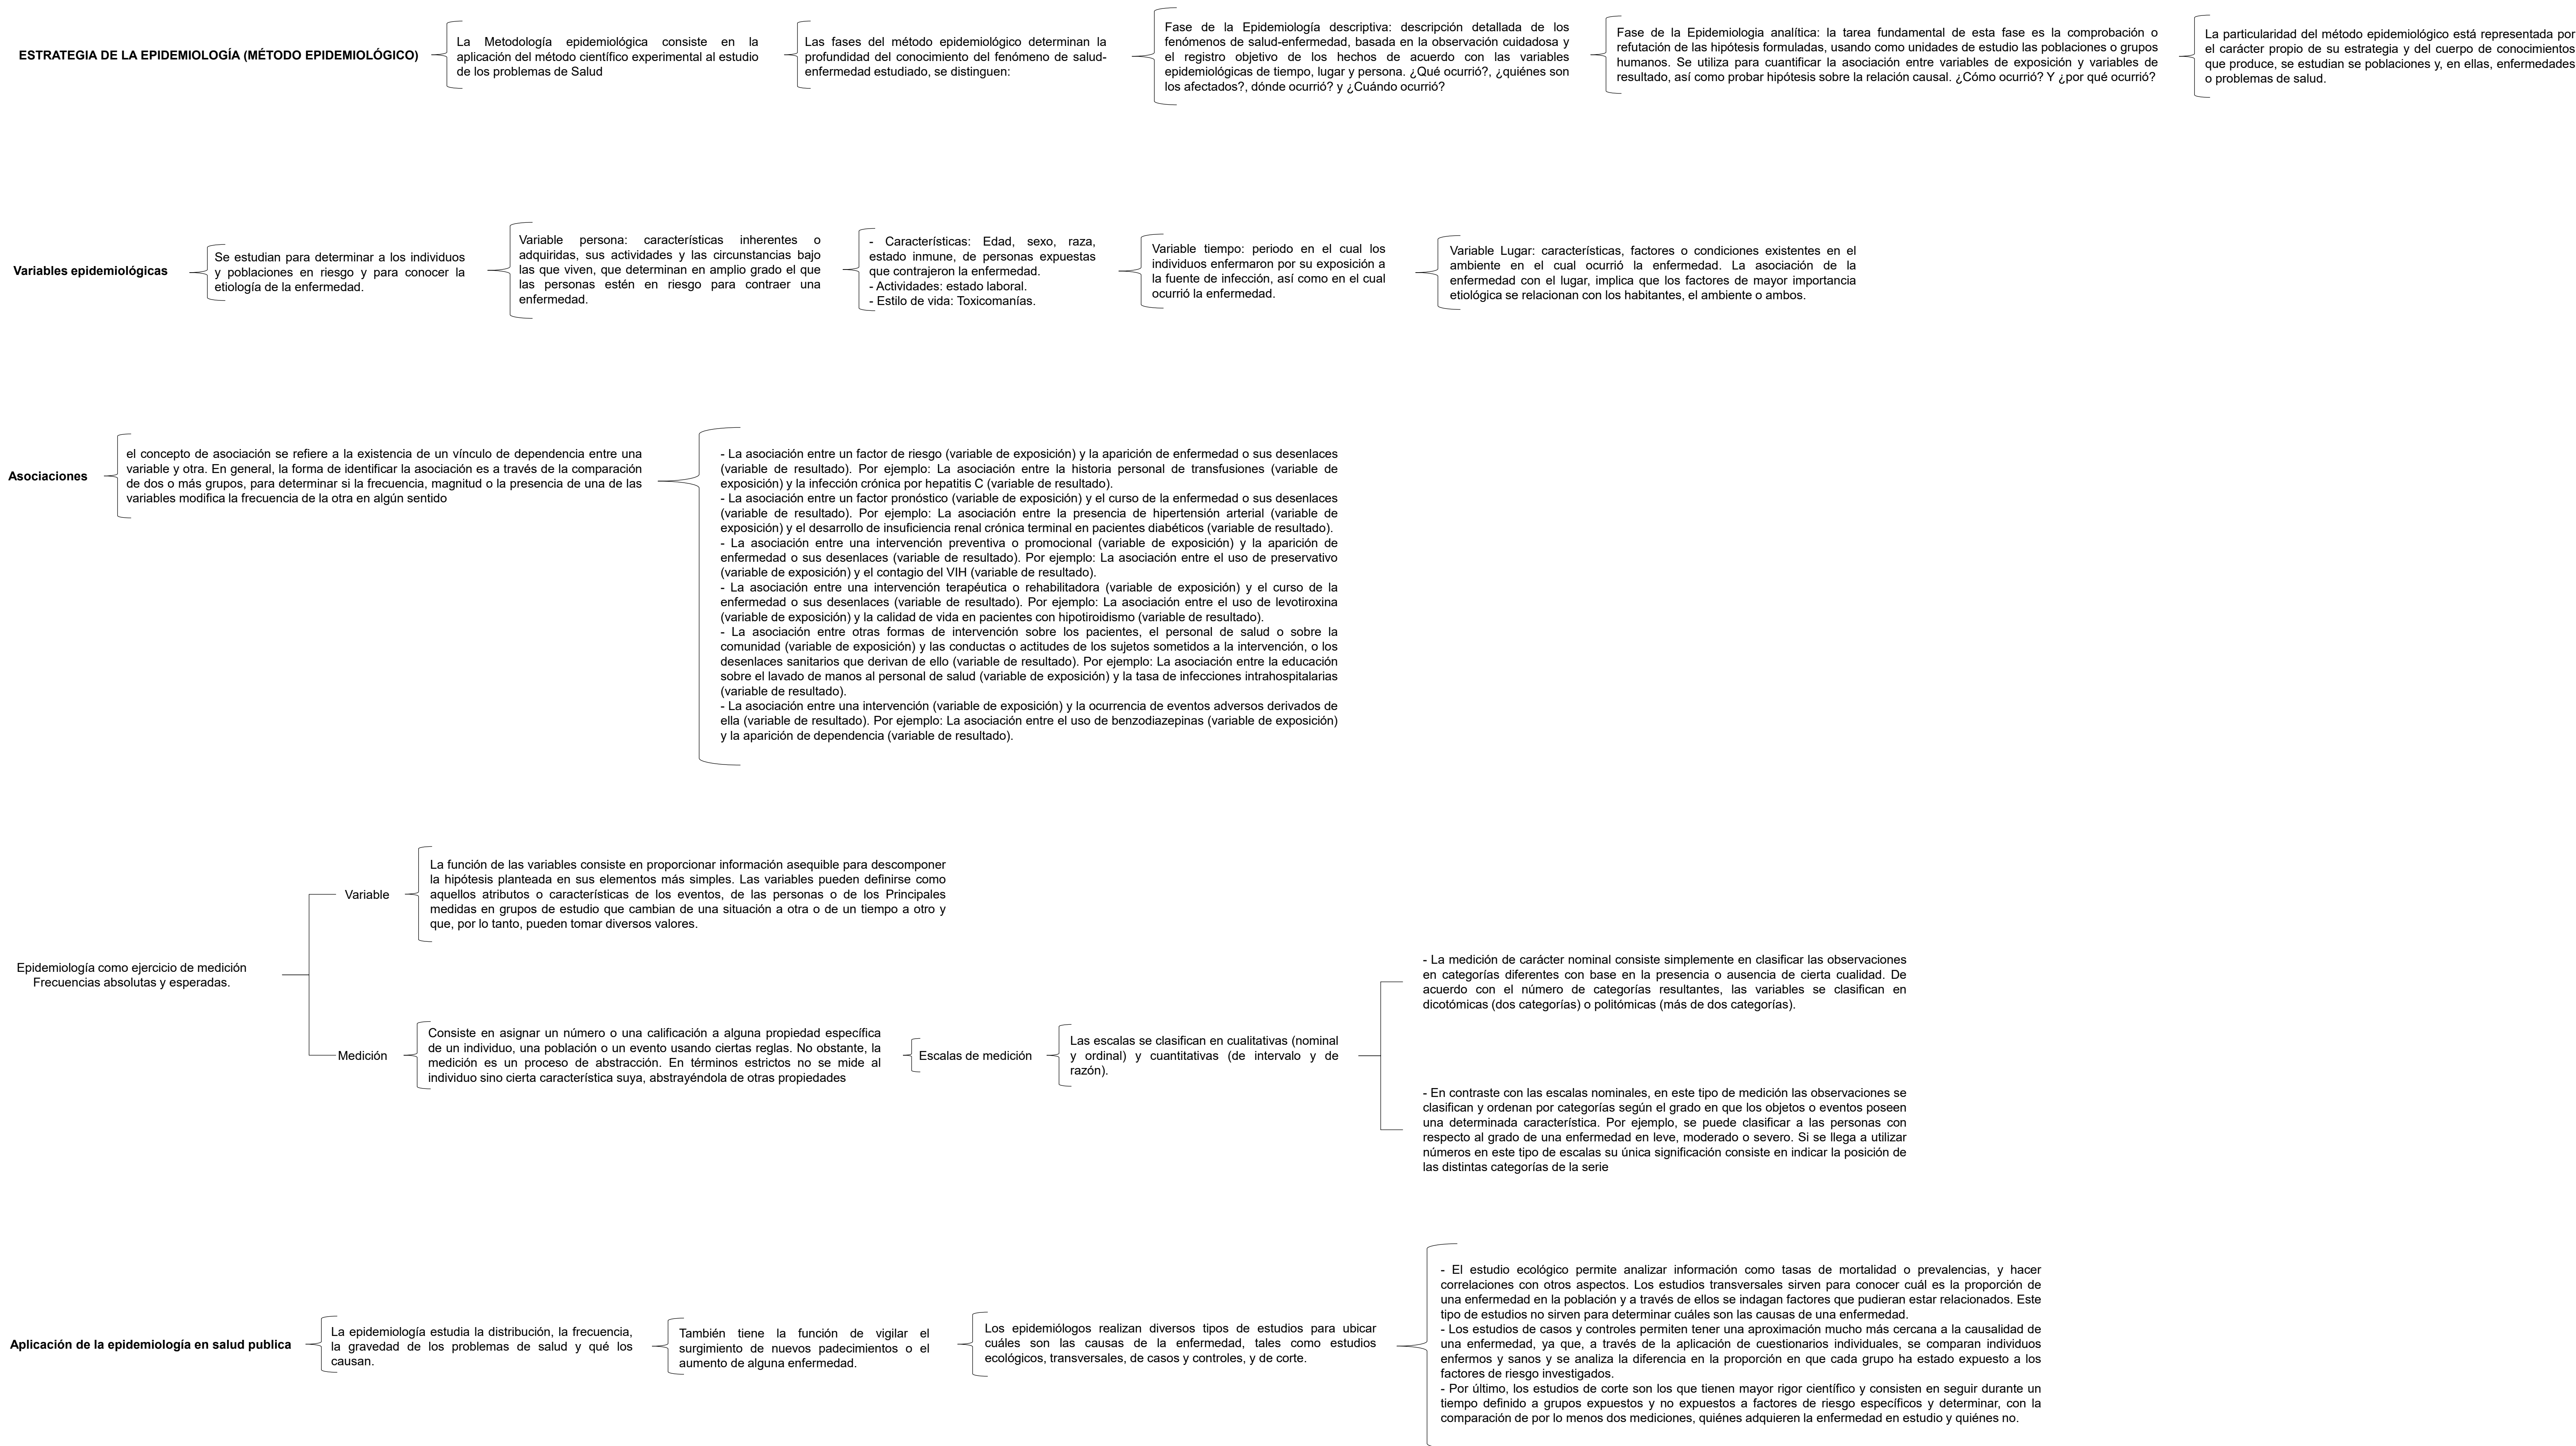 ESTRATEGIA DE LA EPIDEMIOLOGÍA (MÉTODO EPIDEMIOLÓGICO)
La Metodología epidemiológica consiste en la
aplicación del método científico experimental al estudio
de los problemas de Salud
Las fases del método epidemiológico determinan la
profundidad del conocimiento del fenómeno de salud-
enfermedad estudiado, se distinguen:
Fase de la Epidemiología descriptiva: descripción detallada de los
fenómenos de salud-enfermedad, basada en la observación cuidadosa y
el registro objetivo de los hechos de acuerdo con las variables
epidemiológicas de tiempo, lugar y persona. ¿Qué ocurrió?, ¿quiénes son
los afectados?, dónde ocurrió? y ¿Cuándo ocurrió?
Fase de la Epidemiologia analítica: la tarea fundamental de esta fase es la comprobación o
refutación de las hipótesis formuladas, usando como unidades de estudio las poblaciones o grupos
humanos. Se utiliza para cuantificar la asociación entre variables de exposición y variables de
resultado, así como probar hipótesis sobre la relación causal. ¿Cómo ocurrió? Y ¿por qué ocurrió?
La particularidad del método epidemiológico está representada por
el carácter propio de su estrategia y del cuerpo de conocimientos
que produce, se estudian se poblaciones y, en ellas, enfermedades
o problemas de salud.
Variables epidemiológicas
Se estudian para determinar a los individuos
y poblaciones en riesgo y para conocer la
etiología de la enfermedad.
Variable persona: características inherentes o
adquiridas, sus actividades y las circunstancias bajo
las que viven, que determinan en amplio grado el que
las personas estén en riesgo para contraer una
enfermedad.
- Características: Edad, sexo, raza,
estado inmune, de personas expuestas
que contrajeron la enfermedad.
- Actividades: estado laboral.
- Estilo de vida: Toxicomanías.
Variable tiempo: periodo en el cual los
individuos enfermaron por su exposición a
la fuente de infección, así como en el cual
ocurrió la enfermedad.
Variable Lugar: características, factores o condiciones existentes en el
ambiente en el cual ocurrió la enfermedad. La asociación de la
enfermedad con el lugar, implica que los factores de mayor importancia
etiológica se relacionan con los habitantes, el ambiente o ambos.
Asociaciones
el concepto de asociación se refiere a la existencia de un vínculo de dependencia entre una
variable y otra. En general, la forma de identificar la asociación es a través de la comparación
de dos o más grupos, para determinar si la frecuencia, magnitud o la presencia de una de las
variables modifica la frecuencia de la otra en algún sentido
- La asociación entre un factor de riesgo (variable de exposición) y la aparición de enfermedad o sus desenlaces
(variable de resultado). Por ejemplo: La asociación entre la historia personal de transfusiones (variable de
exposición) y la infección crónica por hepatitis C (variable de resultado).
- La asociación entre un factor pronóstico (variable de exposición) y el curso de la enfermedad o sus desenlaces
(variable de resultado). Por ejemplo: La asociación entre la presencia de hipertensión arterial (variable de
exposición) y el desarrollo de insuficiencia renal crónica terminal en pacientes diabéticos (variable de resultado).
- La asociación entre una intervención preventiva o promocional (variable de exposición) y la aparición de
enfermedad o sus desenlaces (variable de resultado). Por ejemplo: La asociación entre el uso de preservativo
(variable de exposición) y el contagio del VIH (variable de resultado).
- La asociación entre una intervención terapéutica o rehabilitadora (variable de exposición) y el curso de la
enfermedad o sus desenlaces (variable de resultado). Por ejemplo: La asociación entre el uso de levotiroxina
(variable de exposición) y la calidad de vida en pacientes con hipotiroidismo (variable de resultado).
- La asociación entre otras formas de intervención sobre los pacientes, el personal de salud o sobre la
comunidad (variable de exposición) y las conductas o actitudes de los sujetos sometidos a la intervención, o los
desenlaces sanitarios que derivan de ello (variable de resultado). Por ejemplo: La asociación entre la educación
sobre el lavado de manos al personal de salud (variable de exposición) y la tasa de infecciones intrahospitalarias
(variable de resultado).
- La asociación entre una intervención (variable de exposición) y la ocurrencia de eventos adversos derivados de
ella (variable de resultado). Por ejemplo: La asociación entre el uso de benzodiazepinas (variable de exposición)
y la aparición de dependencia (variable de resultado).
Epidemiología como ejercicio de medición
Frecuencias absolutas y esperadas.
Variable
La función de las variables consiste en proporcionar información asequible para descomponer
la hipótesis planteada en sus elementos más simples. Las variables pueden definirse como
aquellos atributos o características de los eventos, de las personas o de los Principales
medidas en grupos de estudio que cambian de una situación a otra o de un tiempo a otro y
que, por lo tanto, pueden tomar diversos valores.
Medición
Consiste en asignar un número o una calificación a alguna propiedad específica
de un individuo, una población o un evento usando ciertas reglas. No obstante, la
medición es un proceso de abstracción. En términos estrictos no se mide al
individuo sino cierta característica suya, abstrayéndola de otras propiedades
Escalas de medición
Las escalas se clasifican en cualitativas (nominal
y ordinal) y cuantitativas (de intervalo y de
razón).
- La medición de carácter nominal consiste simplemente en clasificar las observaciones
en categorías diferentes con base en la presencia o ausencia de cierta cualidad. De
acuerdo con el número de categorías resultantes, las variables se clasifican en
dicotómicas (dos categorías) o politómicas (más de dos categorías).
- En contraste con las escalas nominales, en este tipo de medición las observaciones se
clasifican y ordenan por categorías según el grado en que los objetos o eventos poseen
una determinada característica. Por ejemplo, se puede clasificar a las personas con
respecto al grado de una enfermedad en leve, moderado o severo. Si se llega a utilizar
números en este tipo de escalas su única significación consiste en indicar la posición de
las distintas categorías de la serie
Aplicación de la epidemiología en salud publica
La epidemiología estudia la distribución, la frecuencia,
la gravedad de los problemas de salud y qué los
causan.
También tiene la función de vigilar el
surgimiento de nuevos padecimientos o el
aumento de alguna enfermedad.
Los epidemiólogos realizan diversos tipos de estudios para ubicar
cuáles son las causas de la enfermedad, tales como estudios
ecológicos, transversales, de casos y controles, y de corte.
- El estudio ecológico permite analizar información como tasas de mortalidad o prevalencias, y hacer
correlaciones con otros aspectos. Los estudios transversales sirven para conocer cuál es la proporción de
una enfermedad en la población y a través de ellos se indagan factores que pudieran estar relacionados. Este
tipo de estudios no sirven para determinar cuáles son las causas de una enfermedad.
- Los estudios de casos y controles permiten tener una aproximación mucho más cercana a la causalidad de
una enfermedad, ya que, a través de la aplicación de cuestionarios individuales, se comparan individuos
enfermos y sanos y se analiza la diferencia en la proporción en que cada grupo ha estado expuesto a los
factores de riesgo investigados.
- Por último, los estudios de corte son los que tienen mayor rigor científico y consisten en seguir durante un
tiempo definido a grupos expuestos y no expuestos a factores de riesgo específicos y determinar, con la
comparación de por lo menos dos mediciones, quiénes adquieren la enfermedad en estudio y quiénes no.